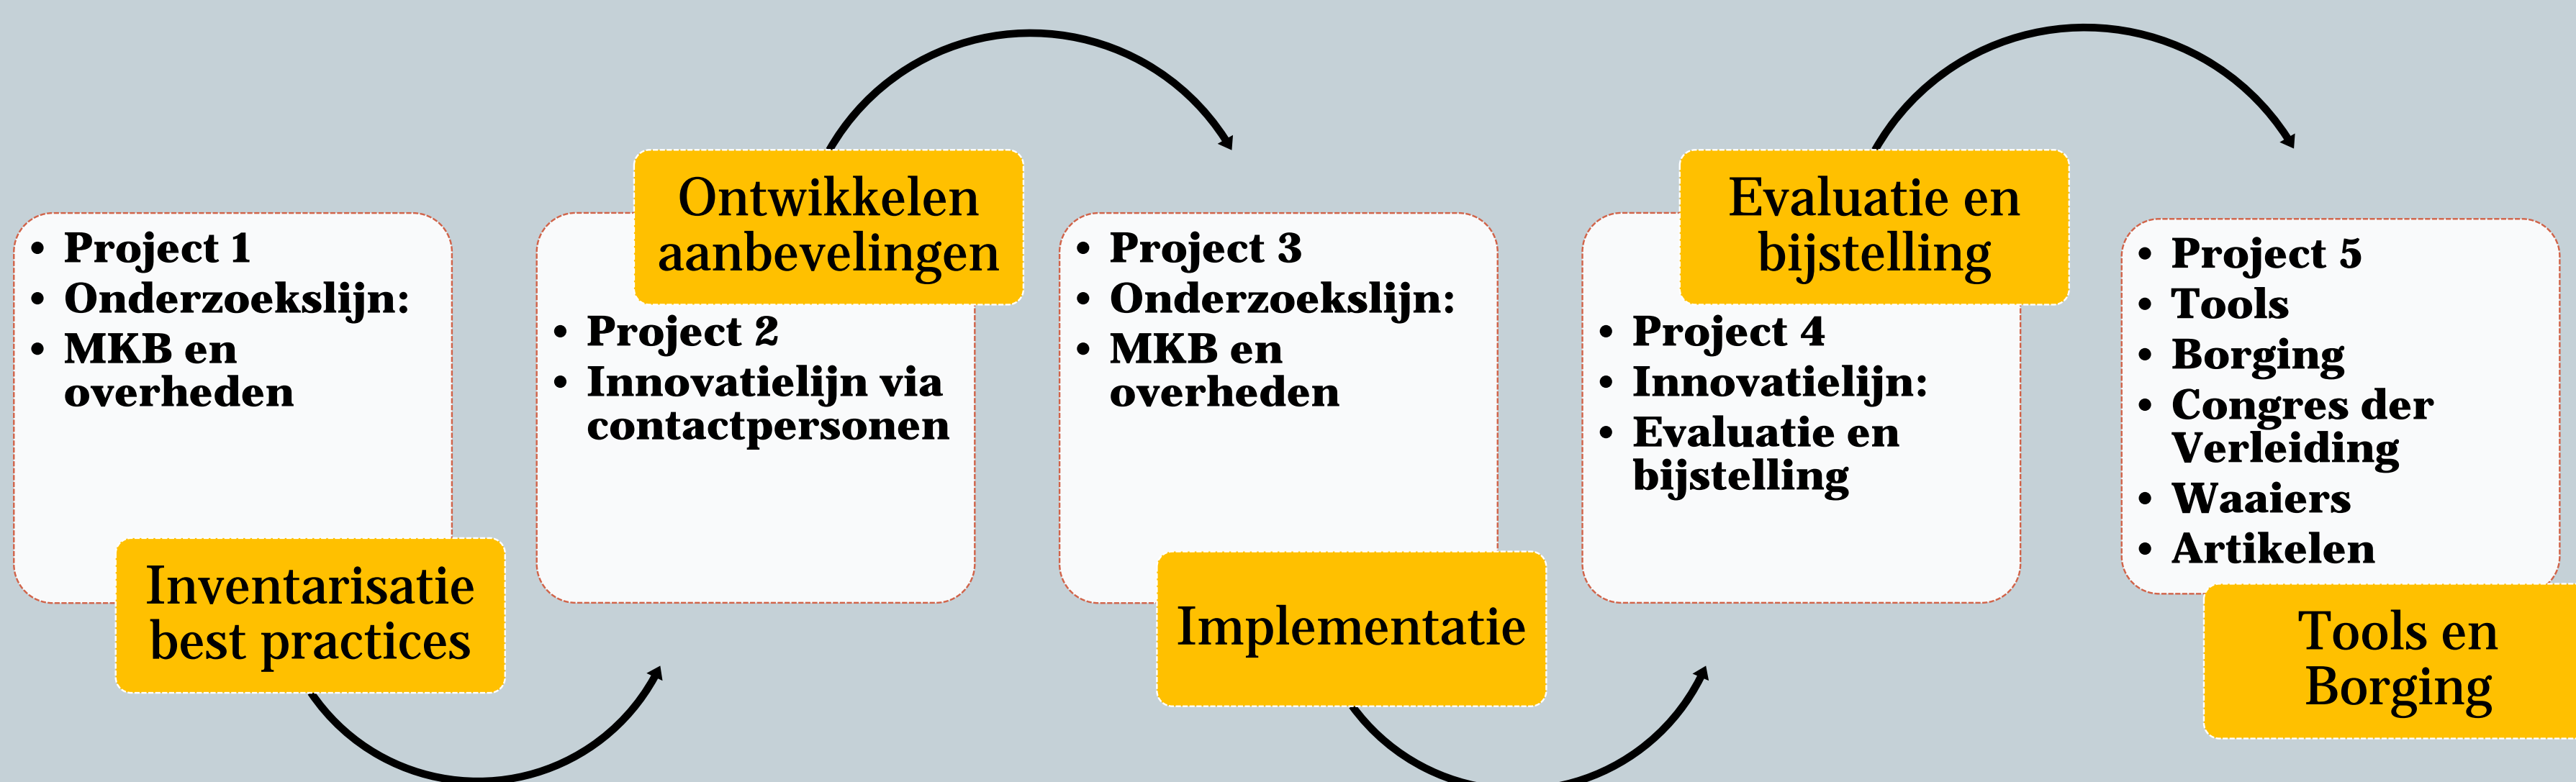 • Project 1
• Onderzoekslijn:
• MKB en
overheden
Inventarisatie
best practices
Ontwikkelen
aanbevelingen
• Project 2
• Innovatielijn via
contactpersonen
• Project 3
• Onderzoekslijn:
• MKB en
overheden
Implementatie
Evaluatie en
bijstelling
• Project 4
• Innovatielijn:
• Evaluatie en
bijstelling
• Project 5
• Tools
• Borging
• Congres der
Verleiding
• Waaiers
• Artikelen
Tools en
Borging